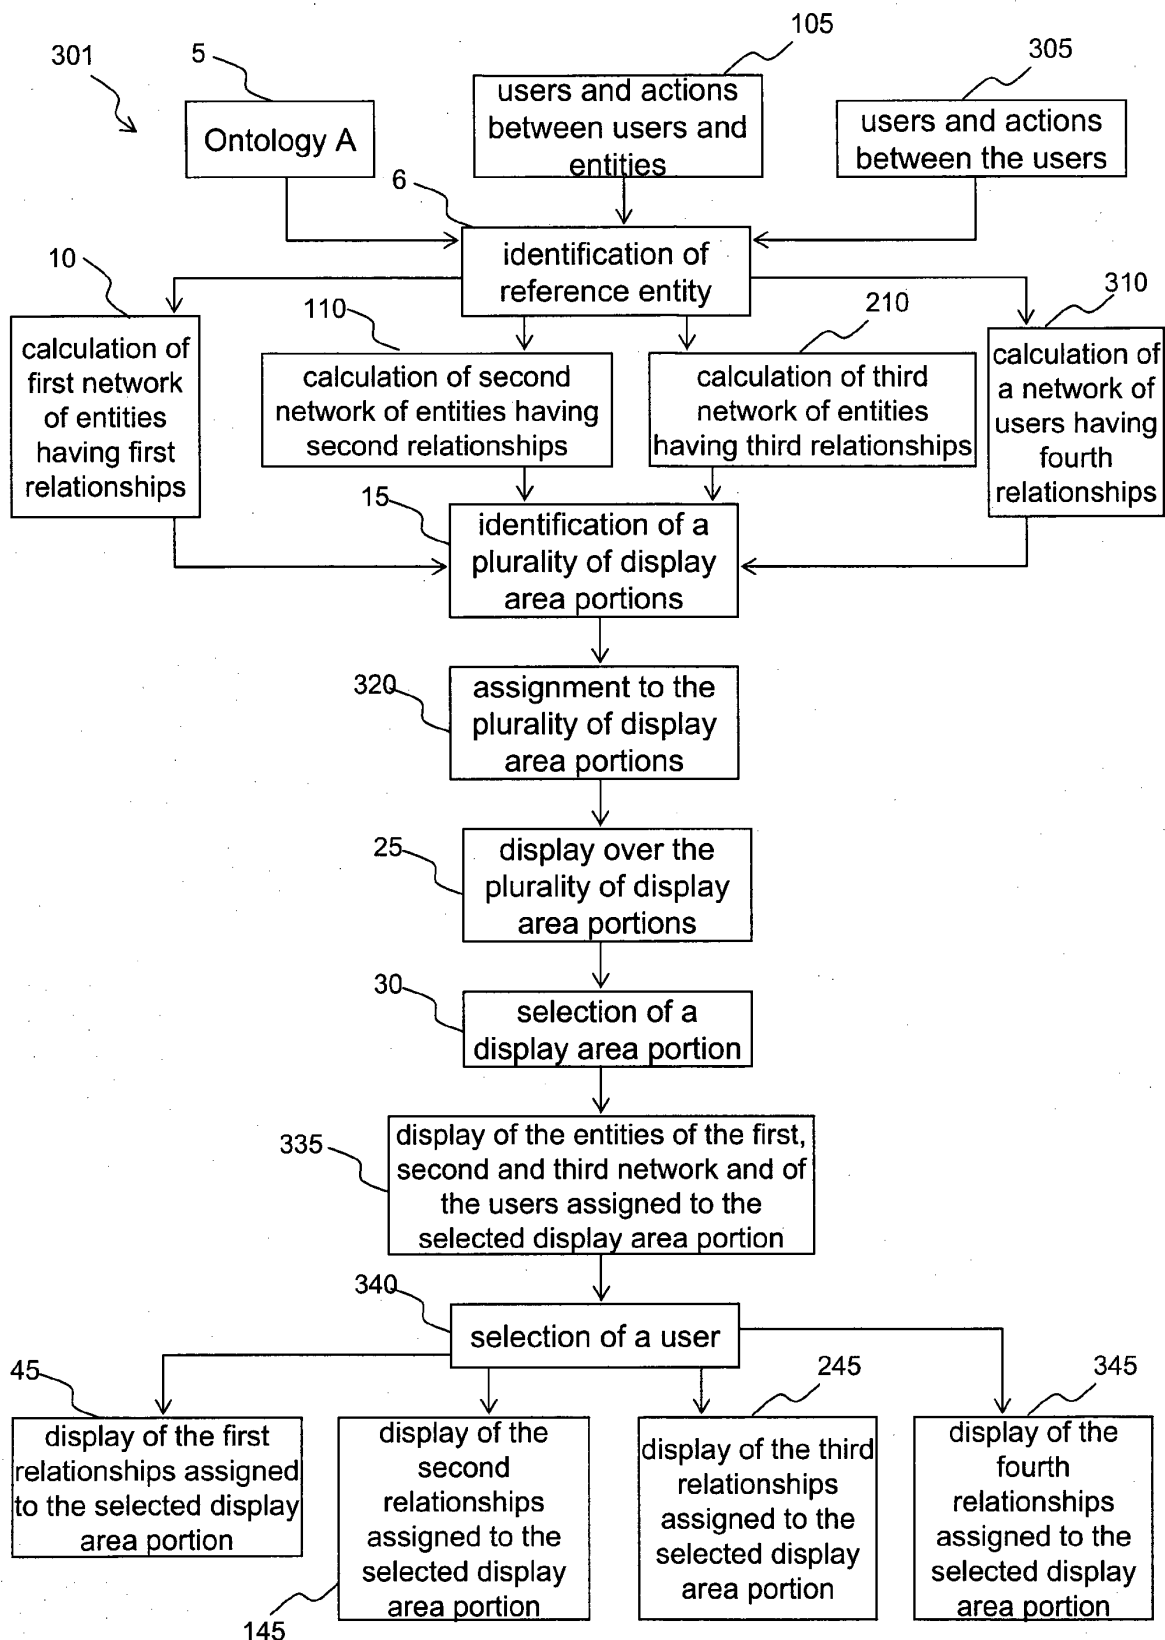 301
5
Ontology A
105
users and actions
between users and
entities
305
users and actions
between the users
6
identification of
reference entity
10
calculation of
first network
of entities
having first
relationships
110
calculation of second
network of entities having
second relationships
210
calculation of third
network of entities
having third relationships
310
calculation of
a network of
users having
fourth
relationships
15
identification of a
plurality of display
area portions
320
assignment to the
plurality of display
area portions
25
display over the
plurality of display
area portions
30
selection of a
display area portion
335
display of the entities of the first,
second and third network and of
the users assigned to the
selected display area portion
340
selection of a user
45
display of the first
relationships assigned
to the selected display
area portion
145
display of the
second
relationships
assigned to the
selected display
area portion
245
display of the third
relationships
assigned to the
selected display
area portion
345
display of the
fourth
relationships
assigned to the
selected display
area portion